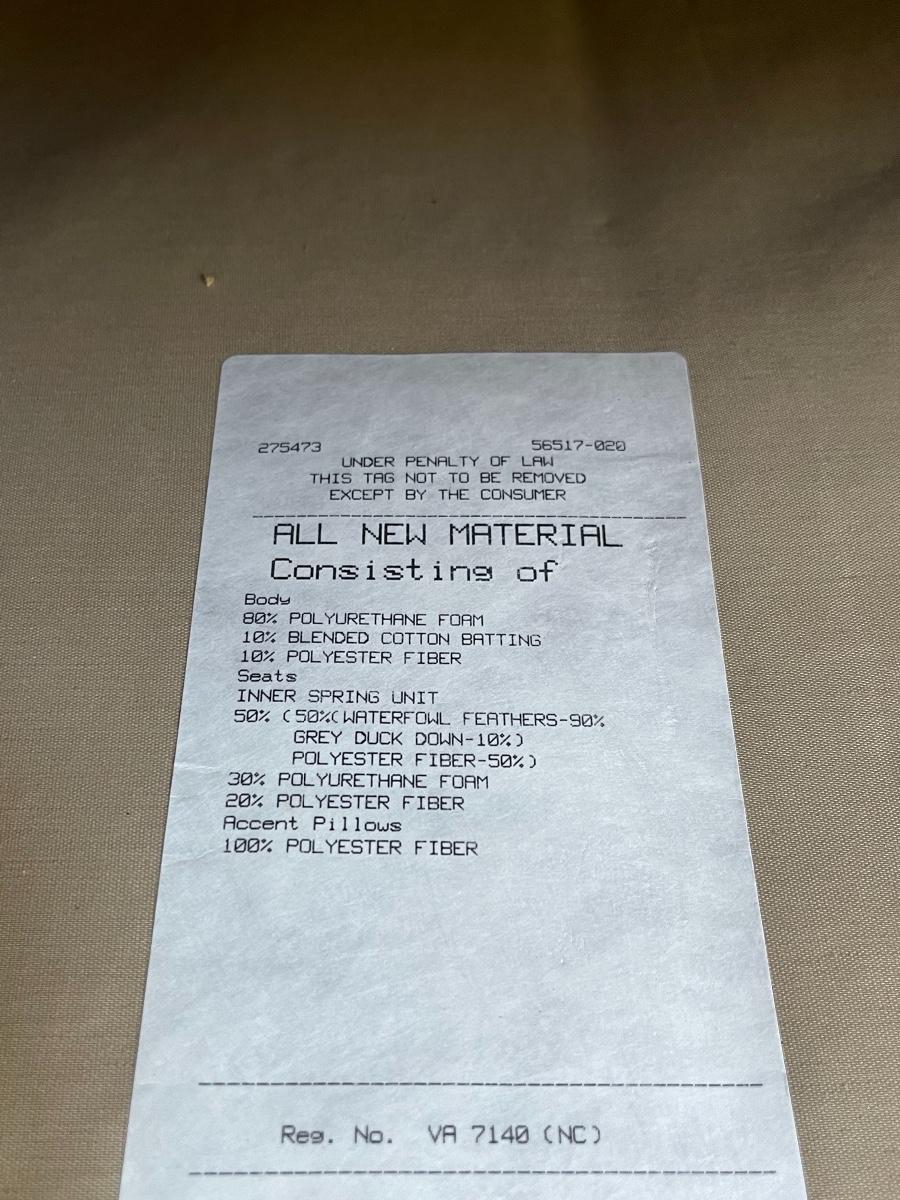 275473 56517-020
UNDER PENALTY OF LAW
THIS TAG NOT TO BE REMOVED
EXCEPT BY THE CONSUMER
ALL NEW MATERIAL
Consisting of
Body
80% POLYURETHANE FOAM
10% BLENDED COTTON BATTING
10% POLYESTER FIBER
Seats
INNER SPRING UNIT
50% (50%(WATERFOWL FEATHERS-90%
GREY DUCK DOWN-10%)
POLYESTER FIBER-50%)
30% POLYURETHANE FOAM
20% POLYESTER FIBER
Accent Pillows
100% POLYESTER FIBER
Reg. No. VA 7140 (NC)